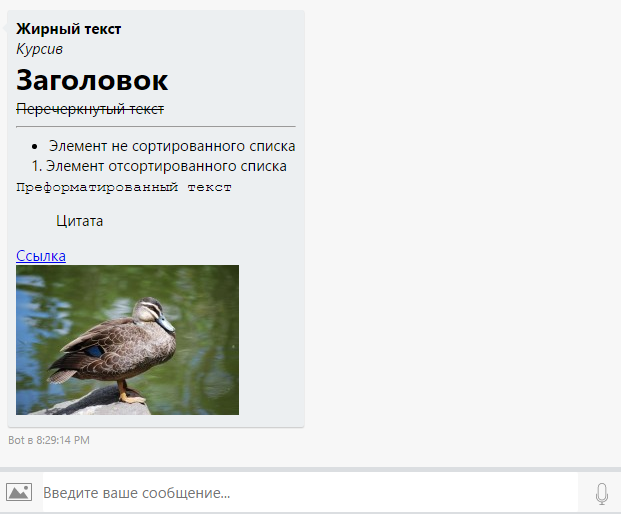 Жирный текст
Курсив
Заголовок
Перечеркнутый текст
Элемент не сортированного списка
1. Элемент отсортированного списка
Преформатированный текст
Цитата
Ссылка
Bot в 8:29:14 PM
Введите ваше сообщение...